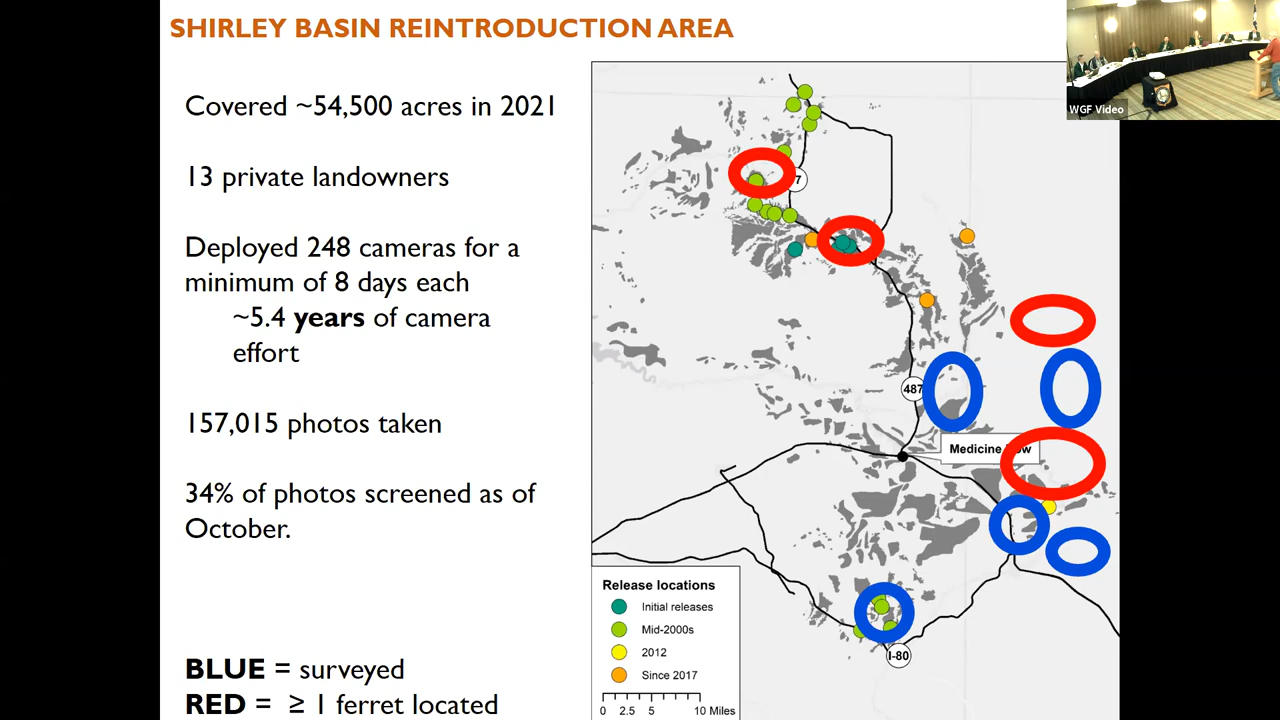 SHIRLEY BASIN REINTRODUCTION AREA
Covered ~54,500 acres in 2021
13 private landowners
Deployed 248 cameras for a
minimum of 8 days each
~5.4 years of camera
effort
157,015 photos taken
34% of photos screened as of
October.
BLUE = surveyed
RED = ≥ 1 ferret located
WGF Video
7
487
Medicine ow
I-80
Release locations
Initial releases
Mid-2000s
2012
Since 2017
0 2.5 5 10 Miles